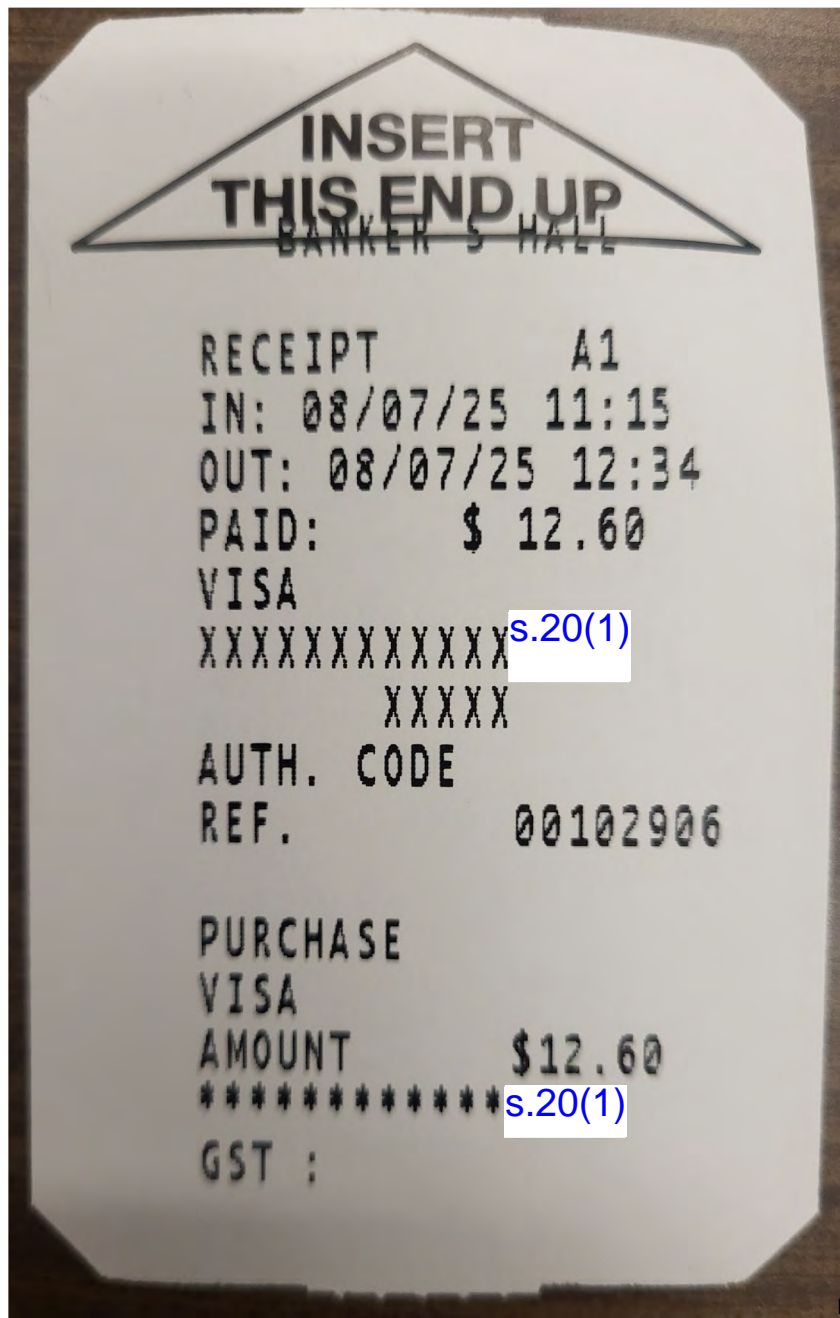 INSERT
THIS END UP
BANKER S HALL
RECEIPT A1
IN: 08/07/25 11:15
OUT: 08/07/25 12:34
PAID: $ 12.60
VISA
XXXXXXXXXXXXs.20(1)
XXXXX
AUTH. CODE
REF. 00102906
PURCHASE
VISA
AMOUNT $12.60
************s.20(1)
GST :